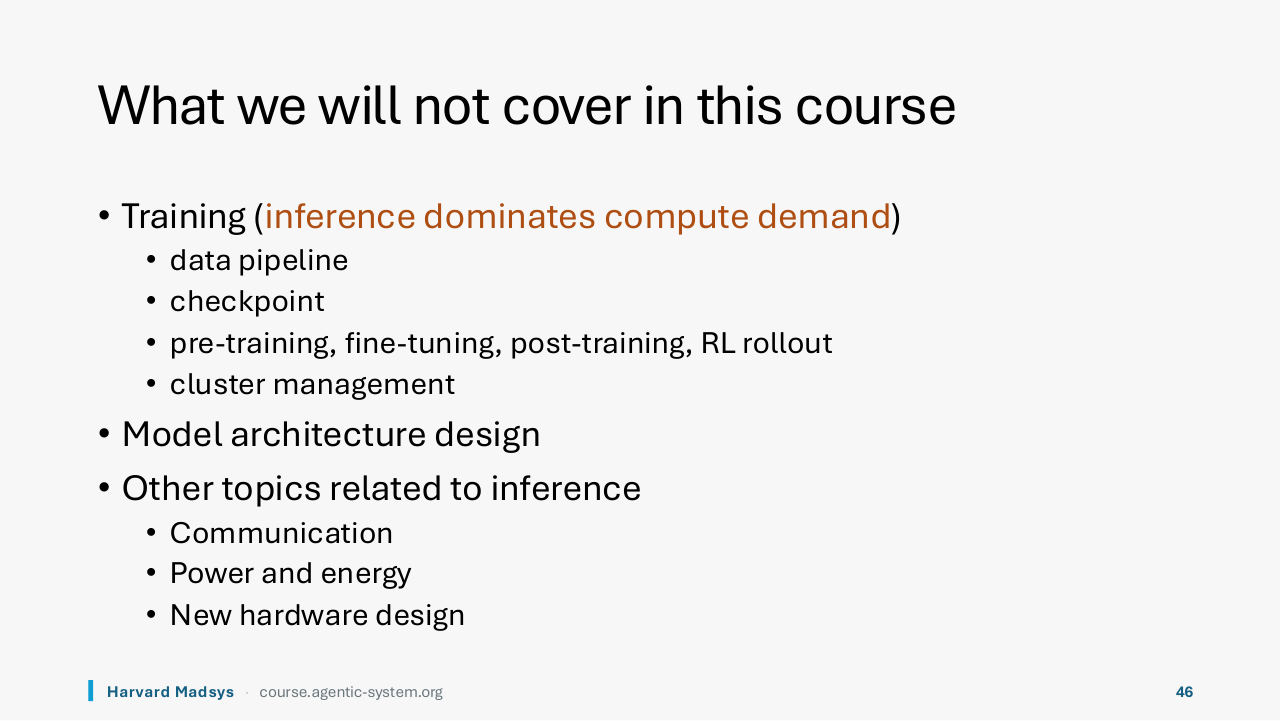 What we will not cover in this course
• Training (inference dominates compute demand)
• data pipeline
• checkpoint
• pre-training, fine-tuning, post-training, RL rollout
• cluster management
• Model architecture design
• Other topics related to inference
• Communication
• Power and energy
• New hardware design
Harvard Madsys · course.agentic-system.org
46